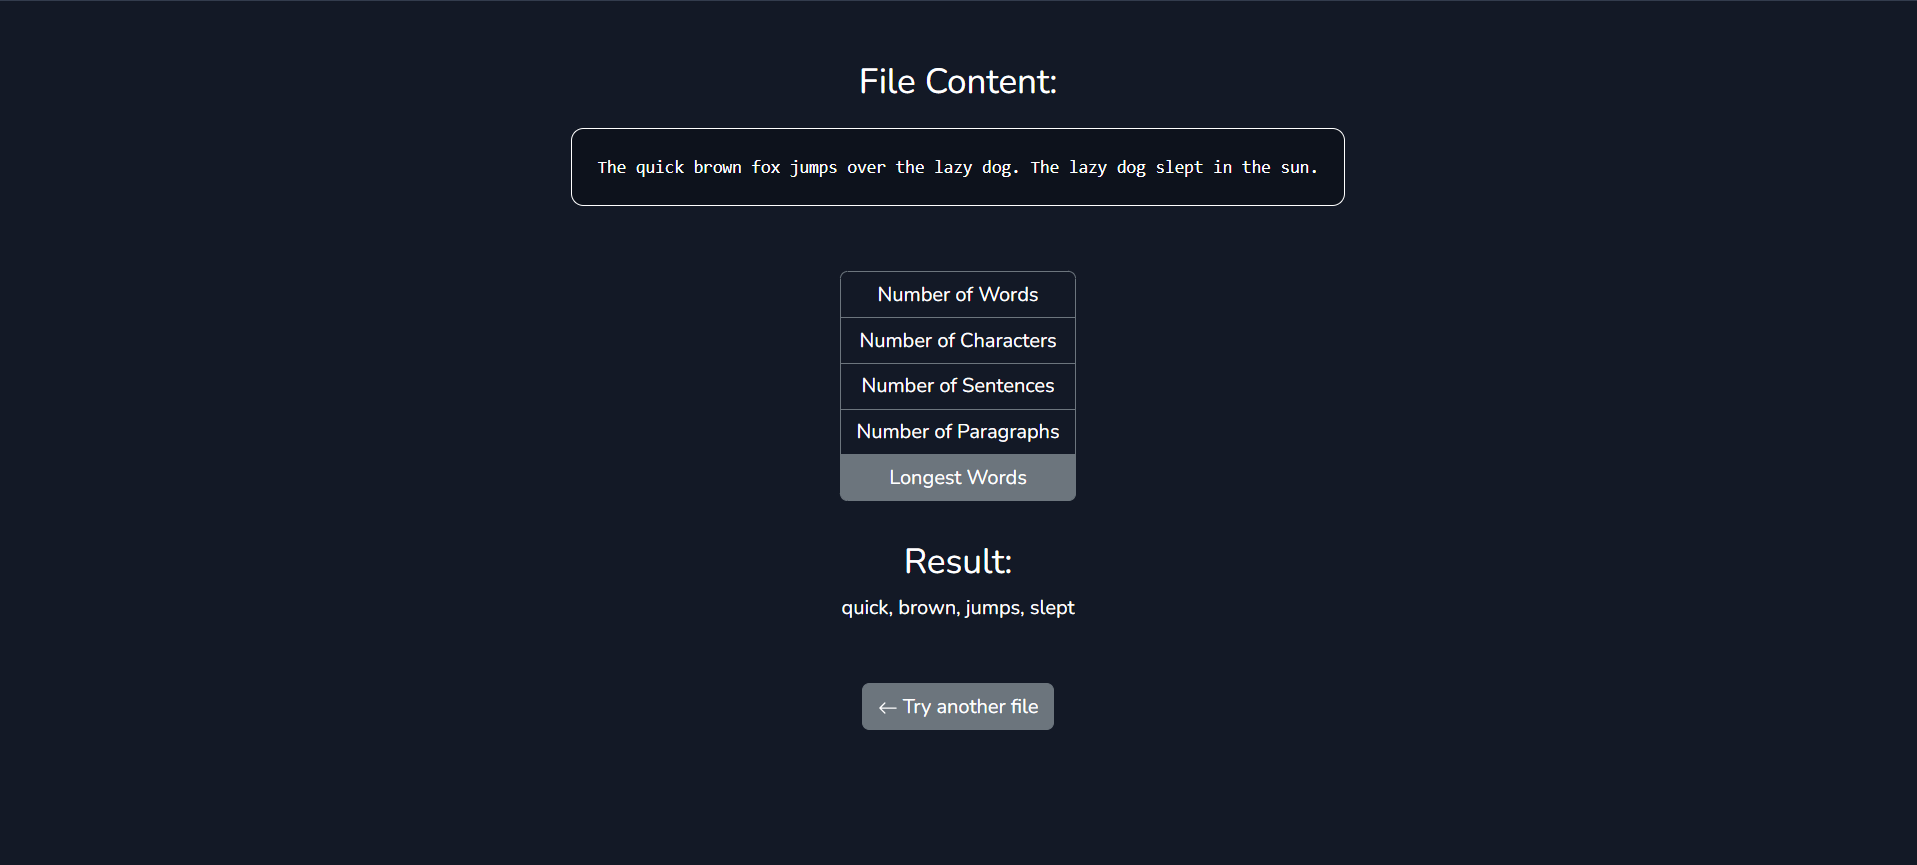 File Content:
The quick brown fox jumps over the lazy dog. The lazy dog slept in the sun.
Number of Words
Number of Characters
Number of Sentences
Number of Paragraphs
Longest Words
Result:
quick, brown, jumps, slept
← Try another file